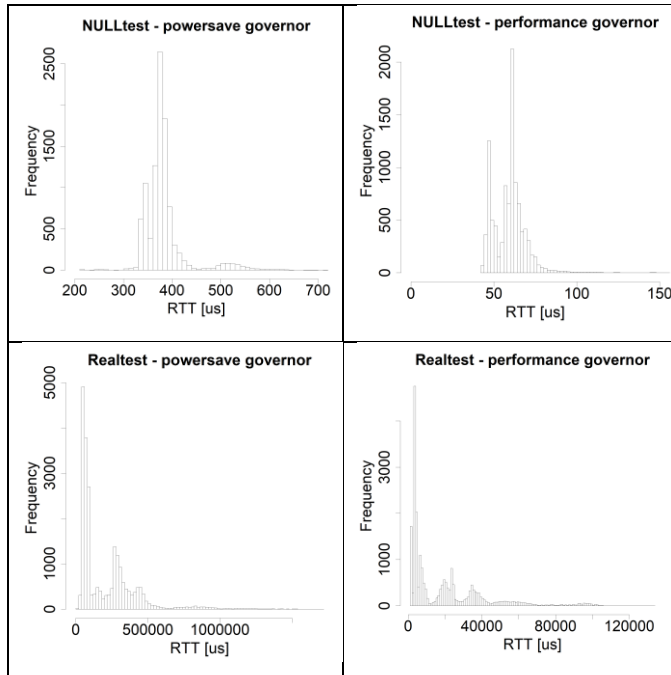 NULLtest - powersave governor
Frequency
2500
1500
500
0
200 300 400 500 600 700
RTT [us]
NULLtest - performance governor
Frequency
2000
1500
1000
500
0
0 50 100 150
RTT [us]
Realtest - powersave governor
Frequency
5000
3000
1000
0
0 500000 1000000
RTT [us]
Realtest - performance governor
Frequency
3000
1000
0
0 40000 80000 120000
RTT [us]